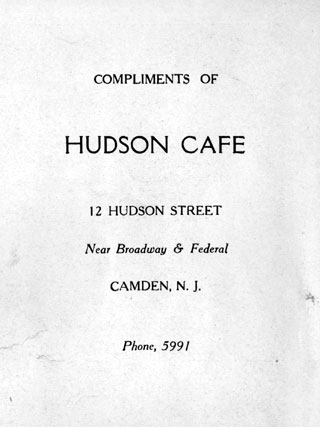 COMPLIMENTS OF
HUDSON CAFE
12 HUDSON STREET
Near Broadway & Federal
CAMDEN, N. J.
Phone, 5991